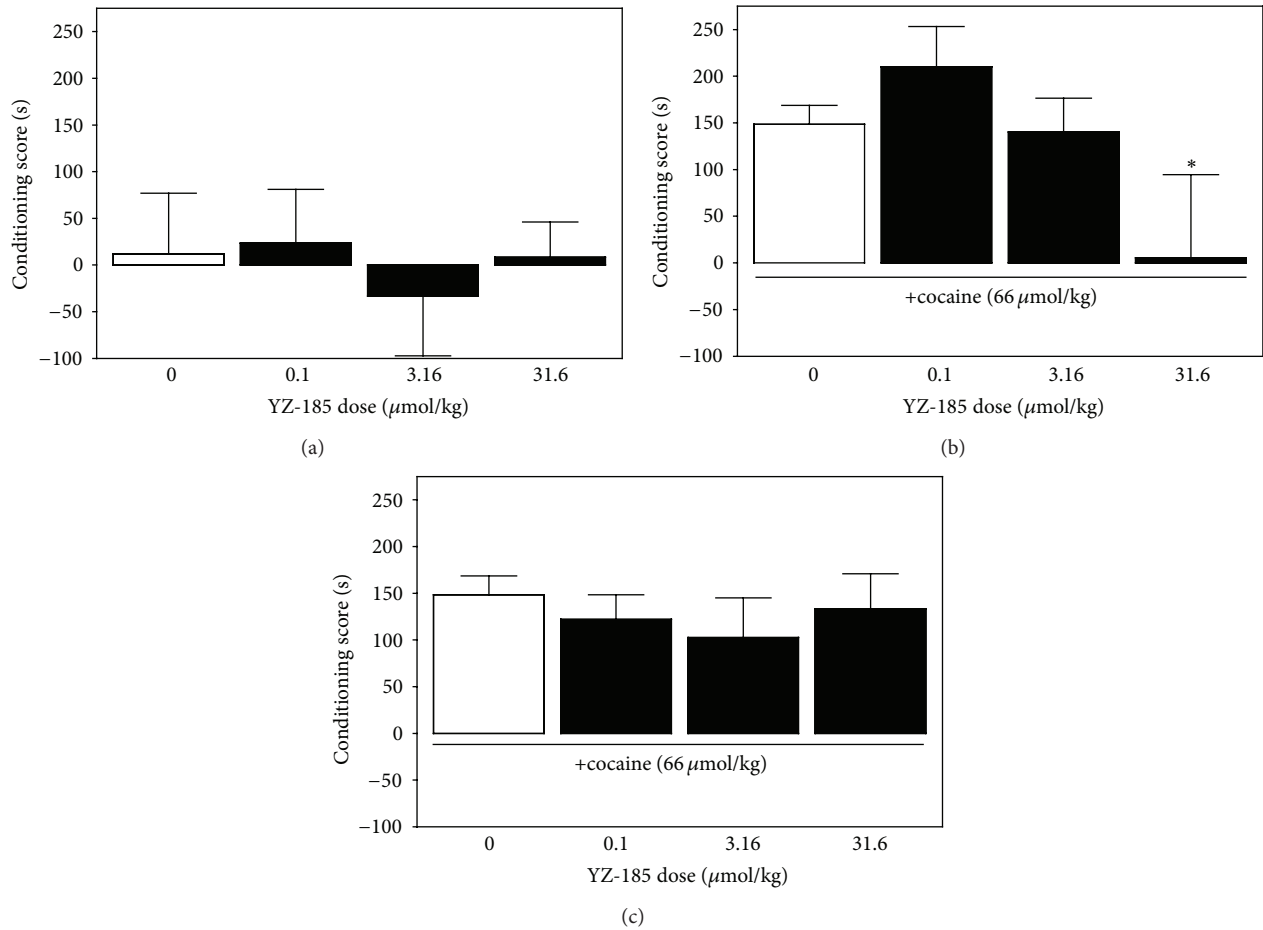 250
200
150
100
50
0
−50
−100
Conditioning score (s)
0 0.1 3.16 31.6
YZ-185 dose (μmol/kg)
(a)
250
200
150
100
50
0
−50
−100
Conditioning score (s)
*
+cocaine (66 μmol/kg)
0 0.1 3.16 31.6
YZ-185 dose (μmol/kg)
(b)
250
200
150
100
50
0
−50
−100
Conditioning score (s)
+cocaine (66 μmol/kg)
0 0.1 3.16 31.6
YZ-185 dose (μmol/kg)
(c)